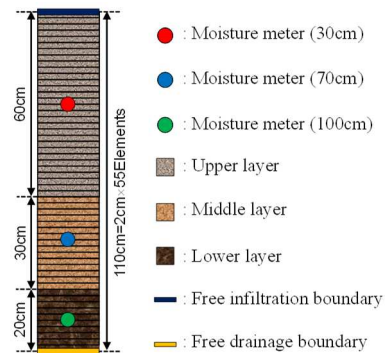 60cm
30cm
20cm
110cm=2cm×55Elements
: Moisture meter (30cm)
: Moisture meter (70cm)
: Moisture meter (100cm)
: Upper layer
: Middle layer
: Lower layer
: Free infiltration boundary
: Free drainage boundary